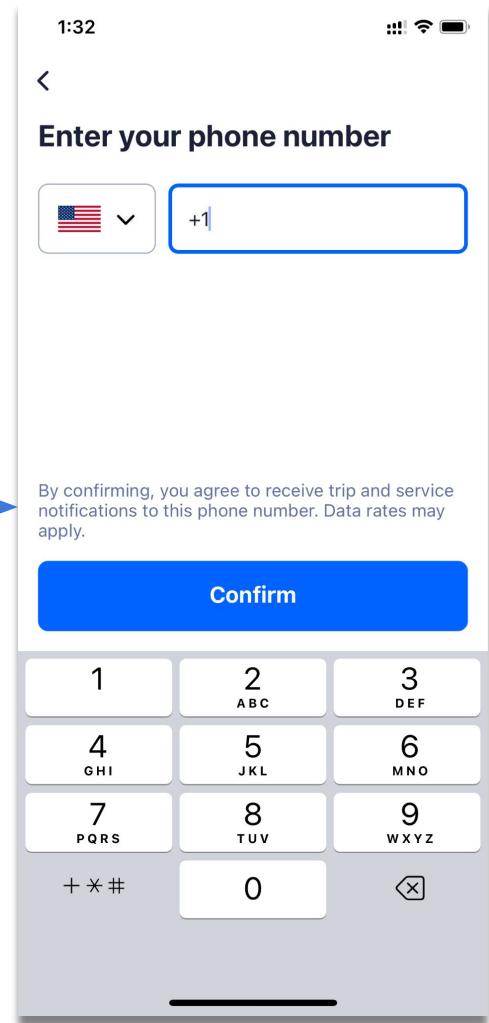 1:32
Enter your phone number
+1
By confirming, you agree to receive trip and service
notifications to this phone number. Data rates may
apply.
Confirm
1 2 3
ABC DEF
4 5 6
GHI JKL MNO
7 8 9
PQRS TUV WXYZ
+*# 0